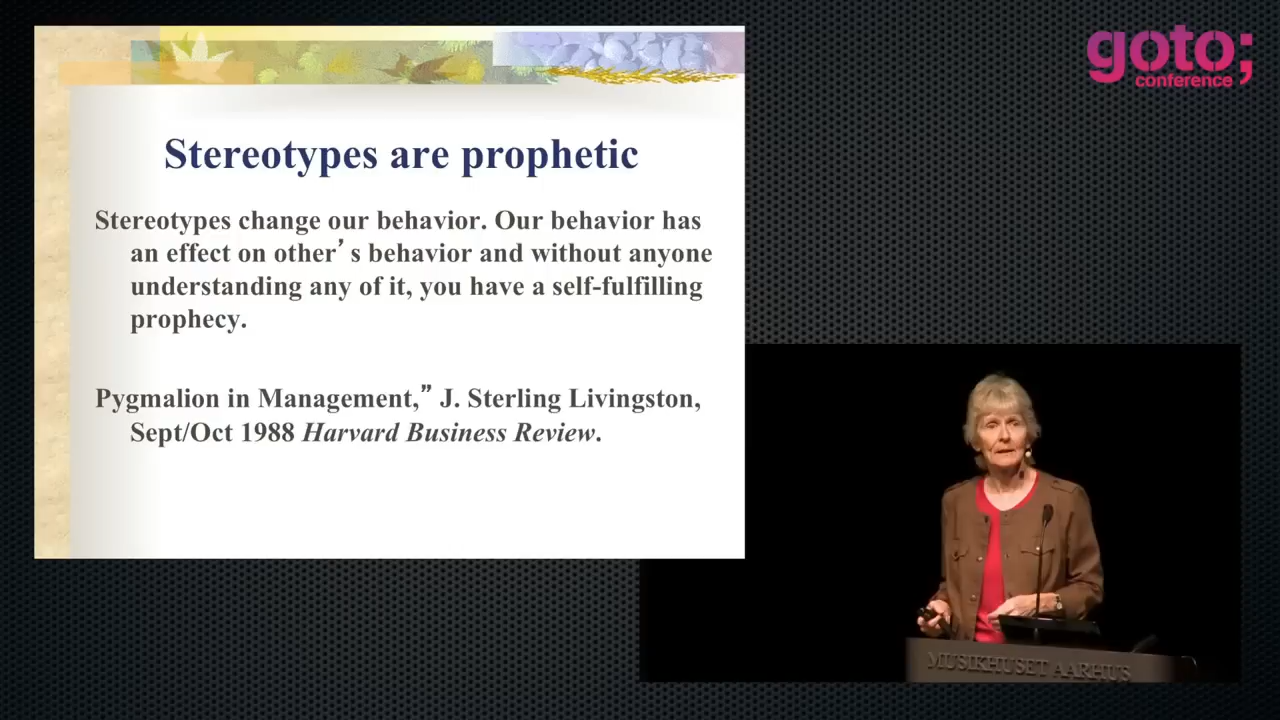 goto;
conference
Stereotypes are prophetic
Stereotypes change our behavior. Our behavior has
an effect on other’s behavior and without anyone
understanding any of it, you have a self-fulfilling
prophecy.
Pygmalion in Management,” J. Sterling Livingston,
Sept/Oct 1988 Harvard Business Review.
MUSIKHUSET AARHUS